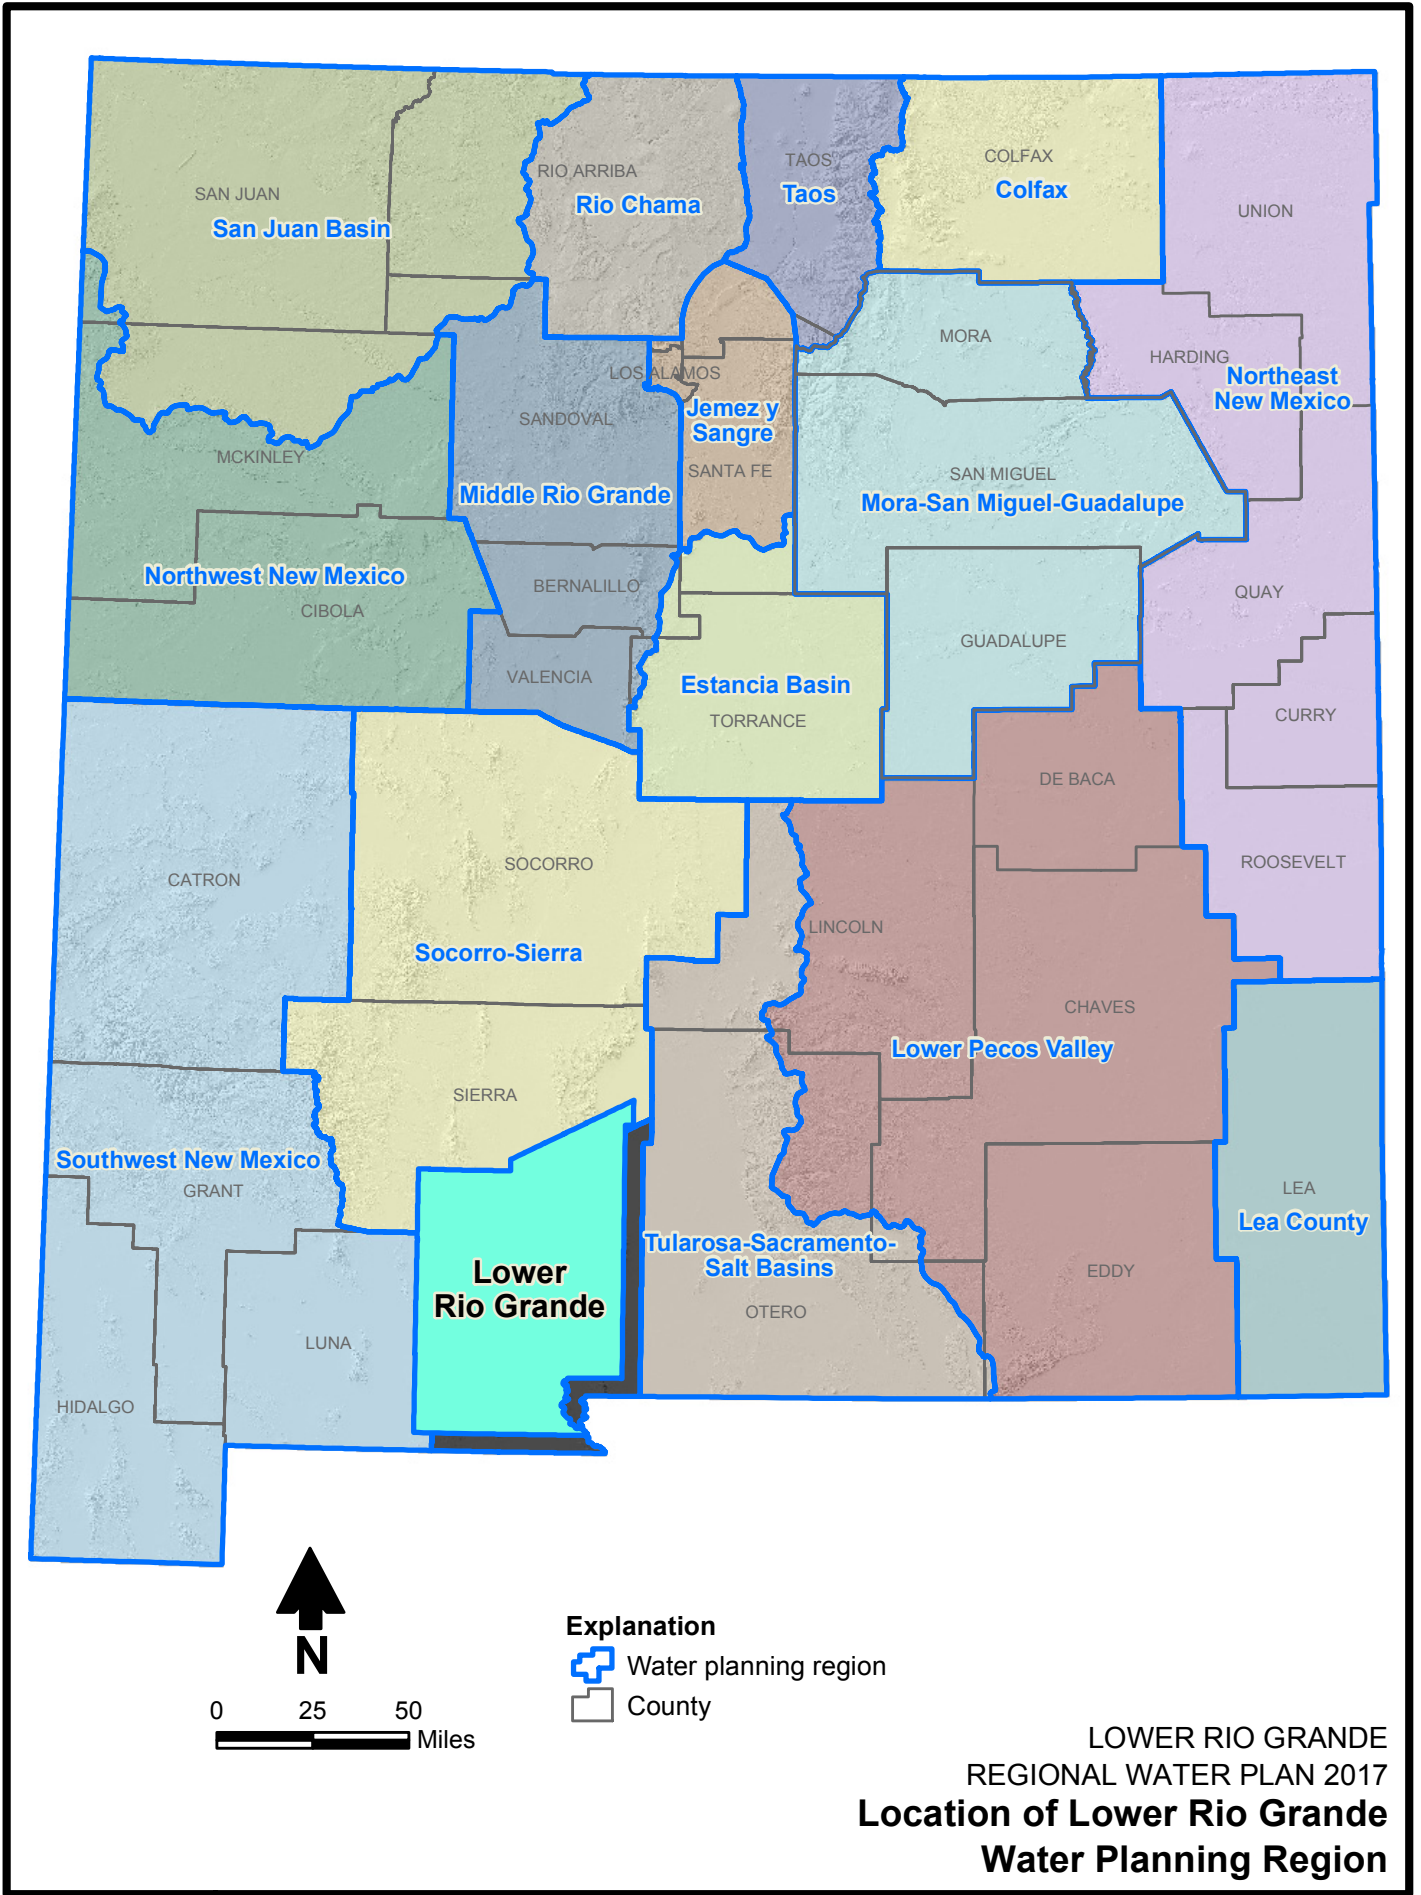 TAOS
Taos
COLFAX
Colfax
RIO ARRIBA
Rio Chama
SAN JUAN
San Juan Basin
UNION
MORA
HARDING
Northeast
New Mexico
LOS ALAMOS
SANDOVAL
Jemez y
Sangre
SANTA FE
MCKINLEY
SAN MIGUEL
Mora-San Miguel-Guadalupe
Middle Rio Grande
Northwest New Mexico
CIBOLA
BERNALILLO
QUAY
GUADALUPE
VALENCIA
Estancia Basin
TORRANCE
CURRY
DE BACA
SOCORRO
ROOSEVELT
CATRON
LINCOLN
Socorro-Sierra
CHAVES
Lower Pecos Valley
SIERRA
Southwest New Mexico
GRANT
LEA
Lea County
Tularosa-Sacramento-
Salt Basins
Lower
Rio Grande
EDDY
OTERO
LUNA
HIDALGO
N
0 25 50
Miles
Explanation
Water planning region
County
LOWER RIO GRANDE
REGIONAL WATER PLAN 2017
Location of Lower Rio Grande
Water Planning Region